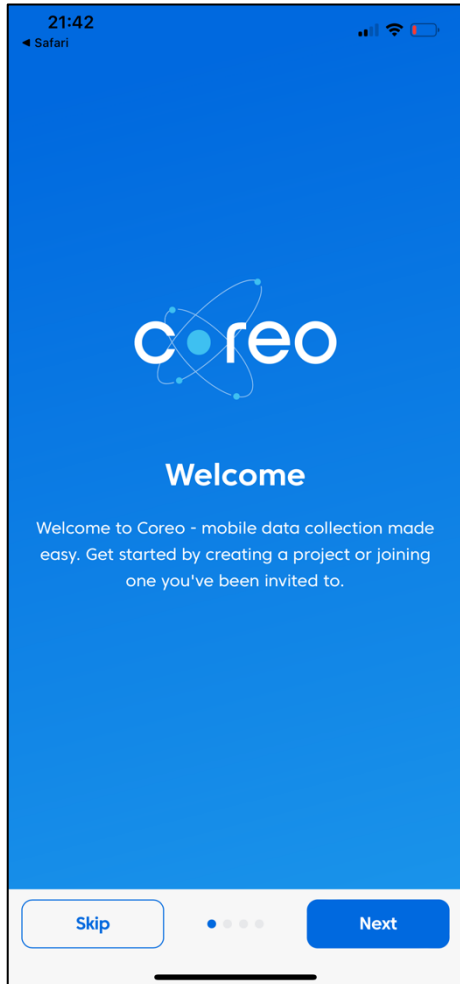 21:42
◀ Safari
coreo
Welcome
Welcome to Coreo - mobile data collection made
easy. Get started by creating a project or joining
one you've been invited to.
Skip
Next